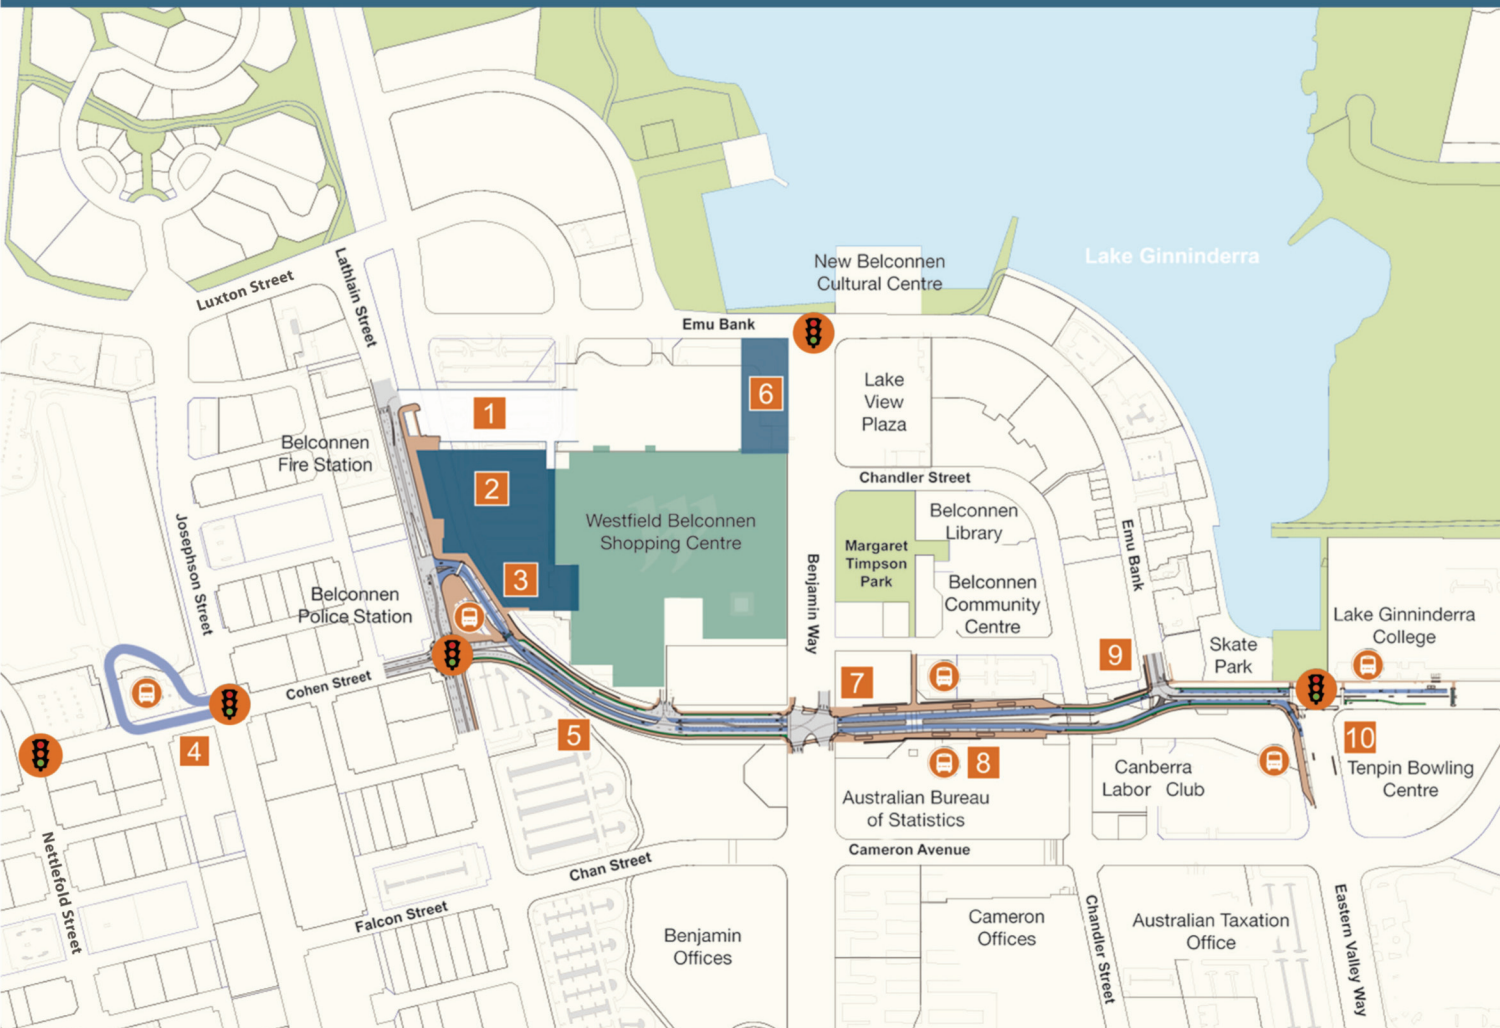 Lake Ginninderra
New Belconnen
Cultural Centre
Luxton Street
Lathlain Street
Emu Bank
Lake
View
Plaza
6
1
Belconnen
Fire Station
2
Chandler Street
Westfield Belconnen
Shopping Centre
Belconnen
Library
Margaret
Timpson
Park
Emu Bank
Josephson Street
Benjamin Way
3
Belconnen
Police Station
Belconnen
Community
Centre
Lake Ginninderra
College
Skate
Park
9
Cohen Street
7
4
5
8
10
Canberra
Labor Club
Tenpin Bowling
Centre
Australian Bureau
of Statistics
Cameron Avenue
Chan Street
Nettlefold Street
Falcon Street
Benjamin
Offices
Cameron
Offices
Chandler Street
Australian Taxation
Office
Eastern Valley Way